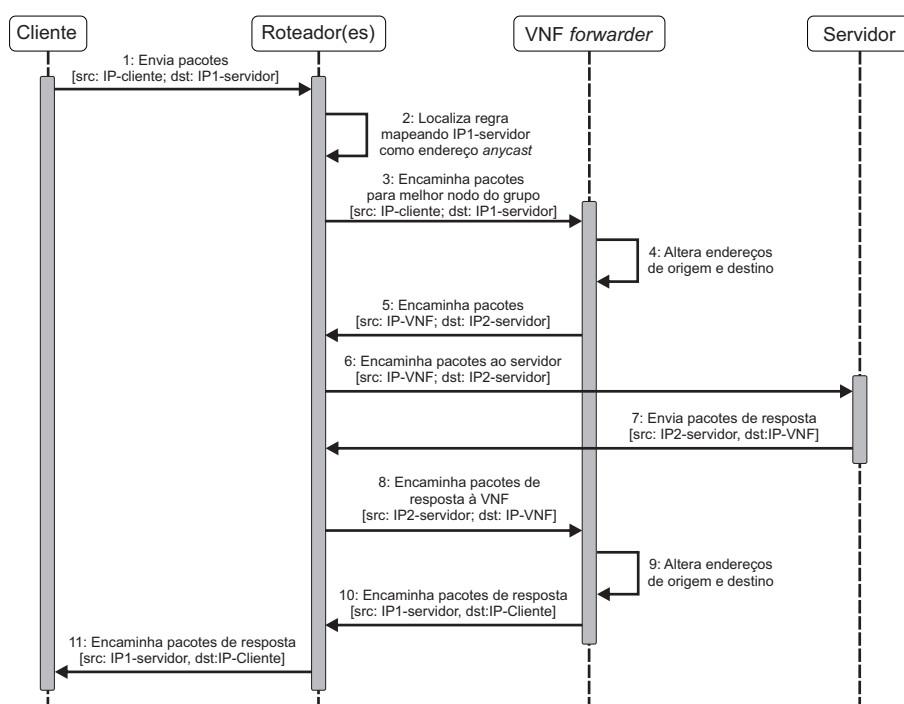 Cliente
Roteador(es)
VNF forwarder
Servidor
1: Envia pacotes
[src: IP-cliente; dst: IP1-servidor]
2: Localiza regra
mapeando IP1-servidor
como endereço anycast
3: Encaminha pacotes
para melhor nodo do grupo
[src: IP-cliente; dst: IP1-servidor]
4: Altera endereços
de origem e destino
5: Encaminha pacotes
[src: IP-VNF; dst: IP2-servidor]
6: Encaminha pacotes ao servidor
[src: IP-VNF; dst: IP2-servidor]
7: Envia pacotes de resposta
[src: IP2-servidor, dst:IP-VNF]
8: Encaminha pacotes de
resposta à VNF
[src: IP2-servidor; dst: IP-VNF]
9: Altera endereços
de origem e destino
10: Encaminha pacotes de resposta
[src: IP1-servidor, dst:IP-Cliente]
11: Encaminha pacotes de resposta
[src: IP1-servidor, dst:IP-Cliente]